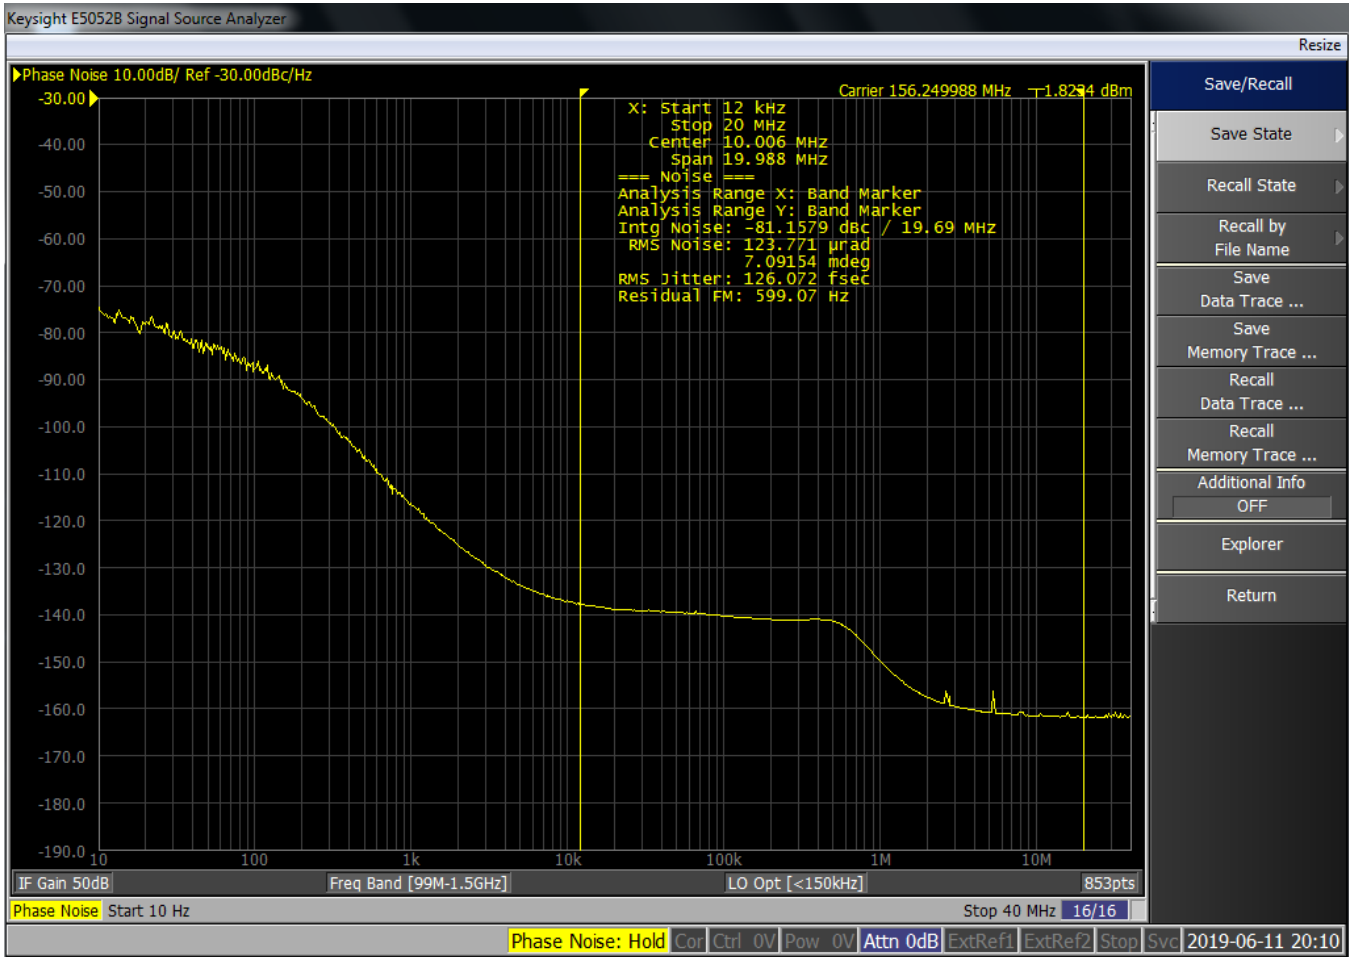 Keysight E5052B Signal Source Analyzer
Resize
Phase Noise 10.00dB/ Ref -30.00dBc/Hz
Carrier 156.249988 MHz
dBm
-30.00
-40.00
-50.00
-60.00
-70.00
-80.00
-90.00
-100.0
-110.0
-120.0
-130.0
-140.0
-150.0
-160.0
-170.0
-180.0
-190.0
X: Start 12 kHz
Stop 20 MHz
Center 10.006 MHz
Span 19.988 MHz
=== Noise ===
Analysis Range X: Band Marker
Analysis Range Y: Band Marker
Intg Noise: -81.1579 dBc / 19.69 MHz
RMS Noise: 123.771 µrad
7.09154 mdeg
RMS Jitter: 126.072 fsec
Residual FM: 599.07 Hz
10 100 1k 10k 100k 1M 10M
IF Gain 50dB Freq Band [99M-1.5GHz] LO Opt [<150kHz] 853pts
Phase Noise Start 10 Hz Stop 40 MHz 16/16
Phase Noise: Hold Cor Ctrl 0V Pow 0V Attn 0dB ExtRef1 ExtRef2 Stop Svc 2019-06-11 20:10
Save/Recall
Save State
Recall State
Recall by
File Name
Save
Data Trace ...
Save
Memory Trace ...
Recall
Data Trace ...
Recall
Memory Trace ...
Additional Info
OFF
Explorer
Return